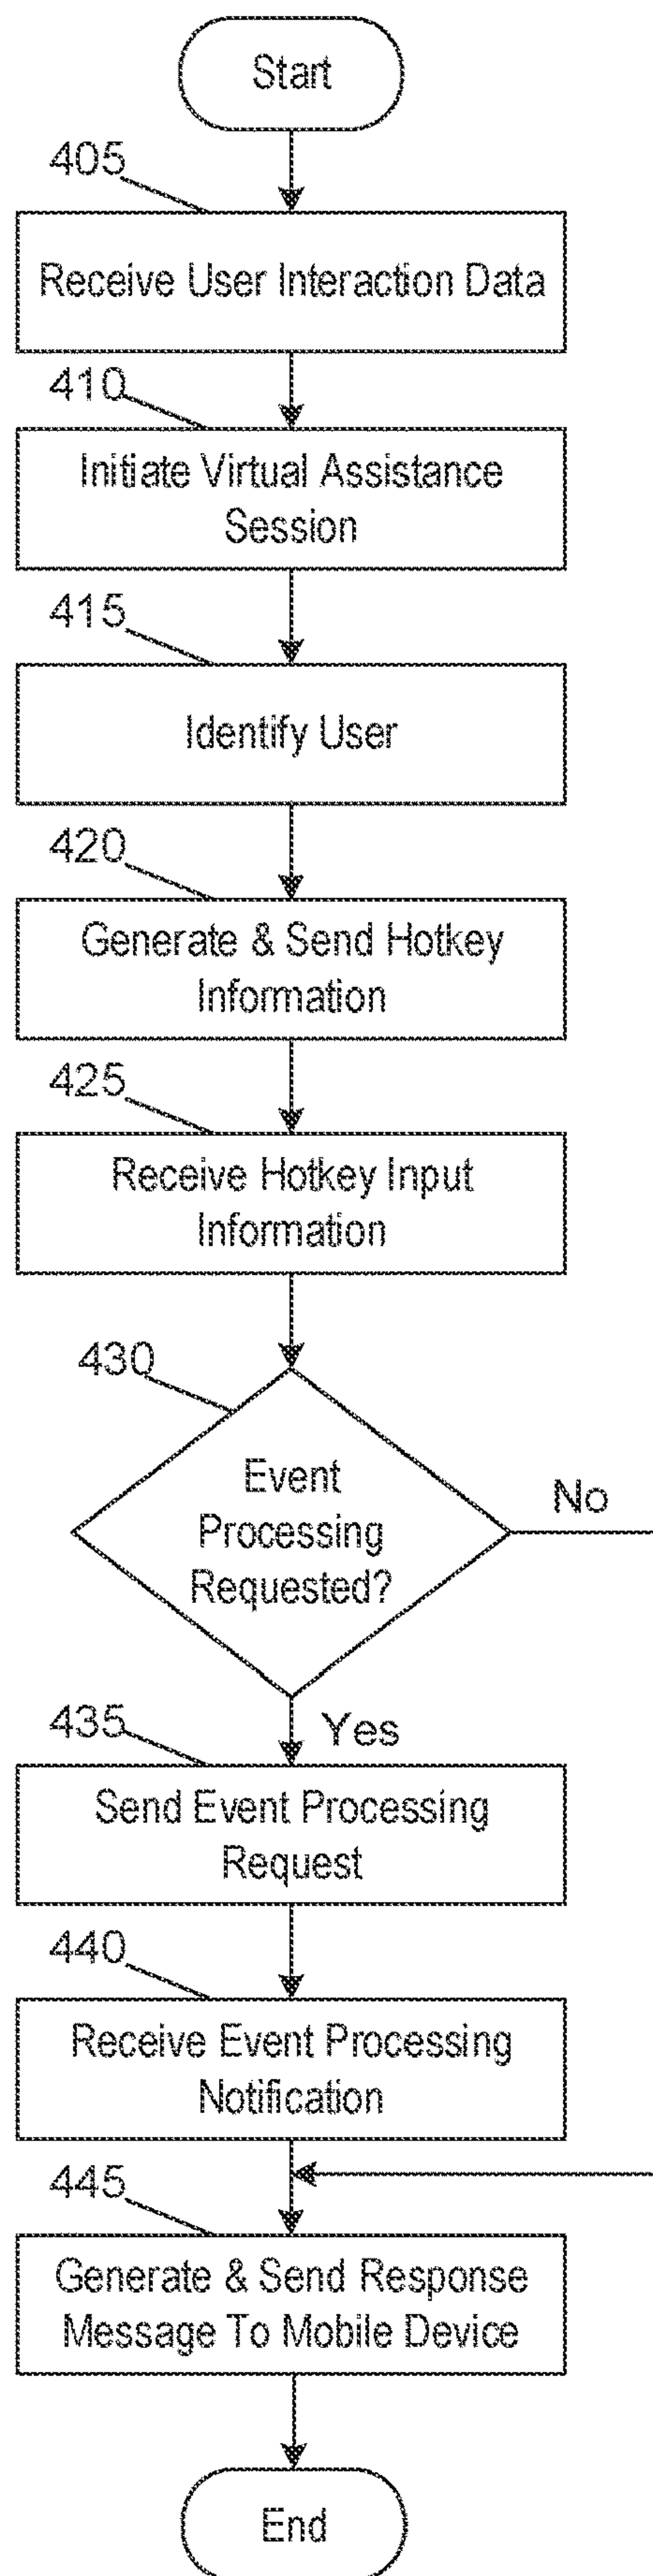 Start
405
Receive User Interaction Data
410
Initiate Virtual Assistance
Session
415
Identify User
420
Generate & Send Hotkey
Information
425
Receive Hotkey Input
Information
430
Event
Processing
Requested?
No
435
Yes
Send Event Processing
Request
440
Receive Event Processing
Notification
445
Generate & Send Response
Message To Mobile Device
End